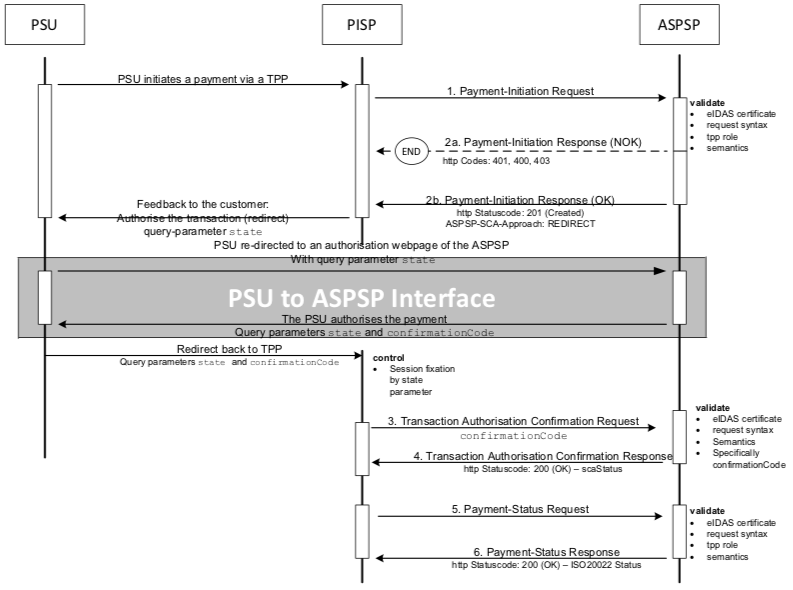 PSU
PISP
ASPSP
PSU initiates a payment via a TPP
1. Payment-Initiation Request
validate
• eIDAS certificate
• request syntax
• tpp role
• semantics
END
2a. Payment-Initiation Response (NOK)
http Codes: 401, 400, 403
2b. Payment-Initiation Response (OK)
http Statuscode: 201 (Created)
ASPSP-SCA-Approach: REDIRECT
Feedback to the customer:
Authorise the transaction (redirect)
query-parameter state
PSU re-directed to an authorisation webpage of the ASPSP
With query parameter state
PSU to ASPSP Interface
The PSU authorises the payment
Query parameters state and confirmationCode
Redirect back to TPP
Query parameters state and confirmationCode
control
• Session fixation
by state
parameter
3. Transaction Authorisation Confirmation Request
confirmationCode
validate
• eIDAS certificate
• request syntax
• Semantics
• Specifically
confirmationCode
4. Transaction Authorisation Confirmation Response
http Statuscode: 200 (OK) – scaStatus
5. Payment-Status Request
validate
• eIDAS certificate
• request syntax
• tpp role
• semantics
6. Payment-Status Response
http Statuscode: 200 (OK) – ISO20022 Status